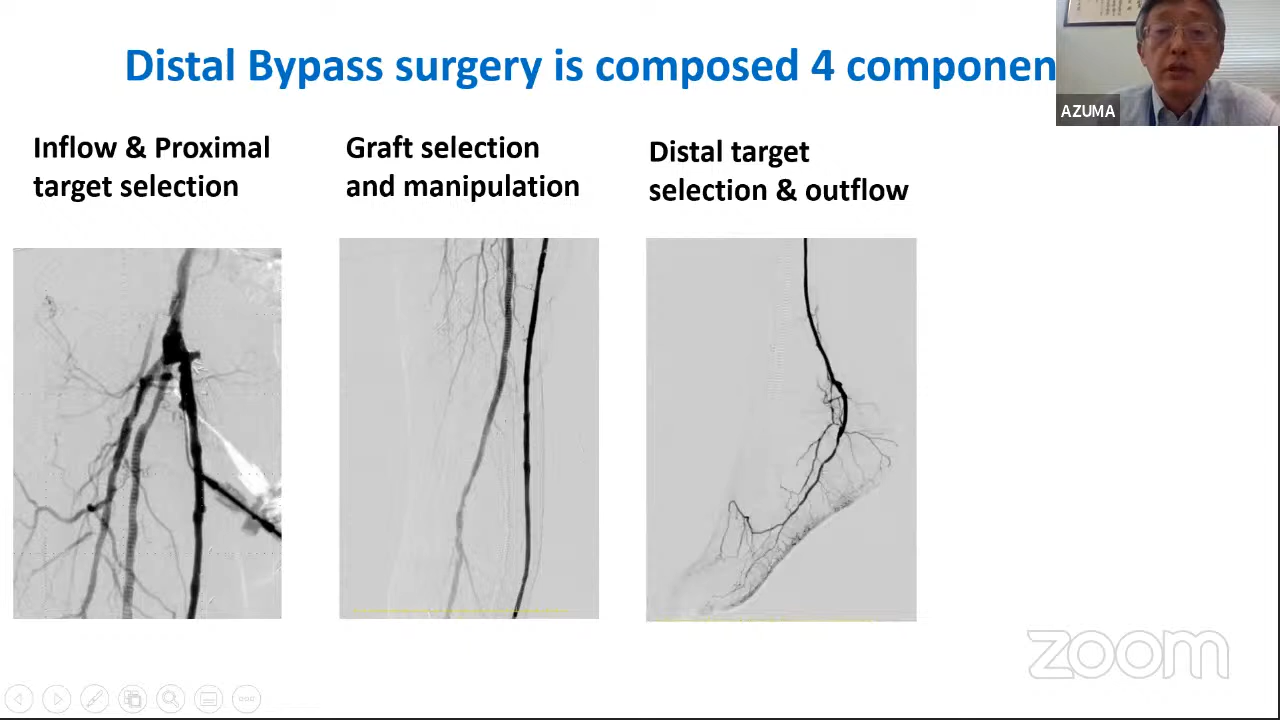 Distal Bypass surgery is composed 4 componen
AZUMA
Inflow & Proximal
target selection
Graft selection
and manipulation
Distal target
selection & outflow
zoom